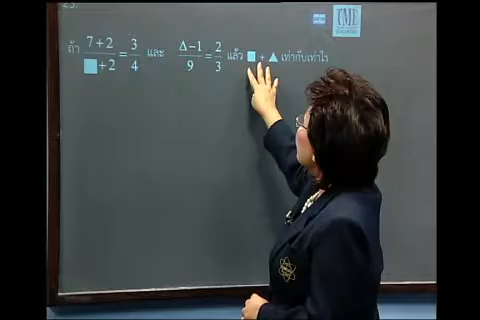 25.
TME
ถ้า (7 + 2)/(□ + 2) = 3/4 และ (Δ − 1)/9 = 2/3 แล้ว □ + ▲ เท่ากับเท่าไร